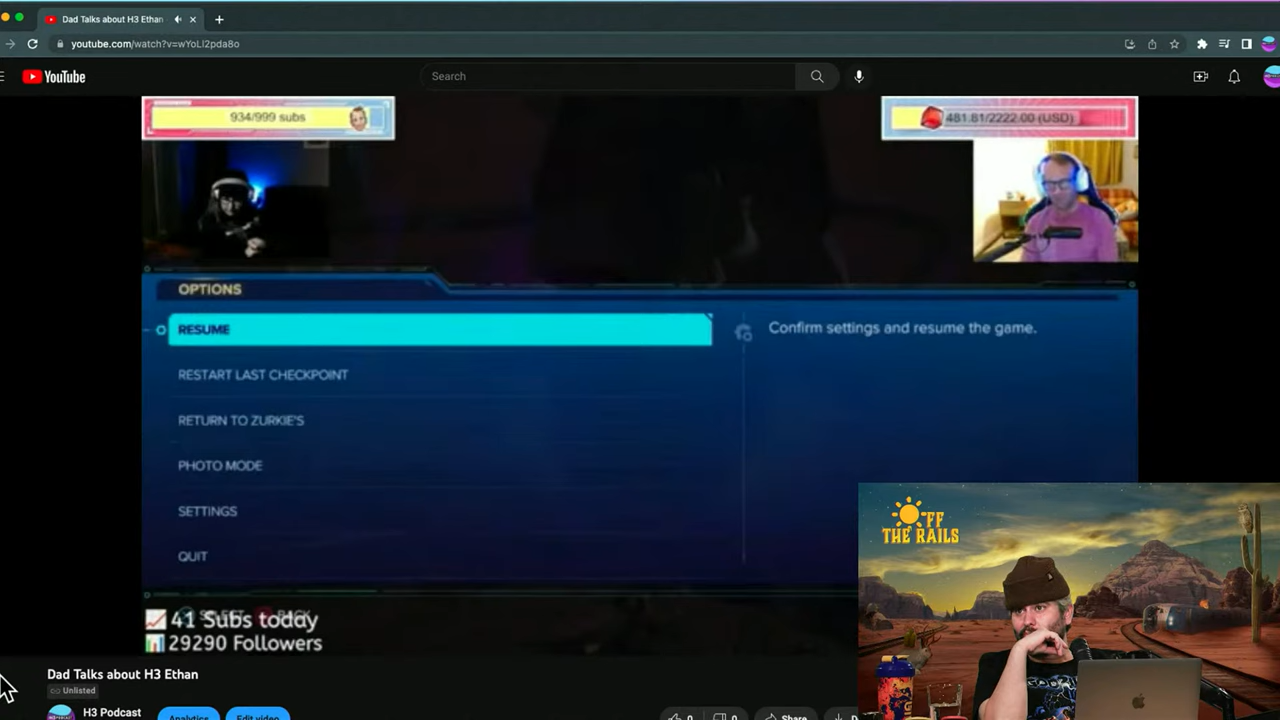 Dad Talks about H3 Ethan
youtube.com/watch?v=wYoLl2pda8o
YouTube
Search
934/999 subs
481.81/2222.00 (USD)
OPTIONS
RESUME
Confirm settings and resume the game.
RESTART LAST CHECKPOINT
RETURN TO ZURKIE'S
PHOTO MODE
SETTINGS
QUIT
SELECT BACK
41 Subs today
29290 Followers
OFF
THE RAILS
Dad Talks about H3 Ethan
Unlisted
H3 Podcast
Analytics
Edit video
0
0
Share